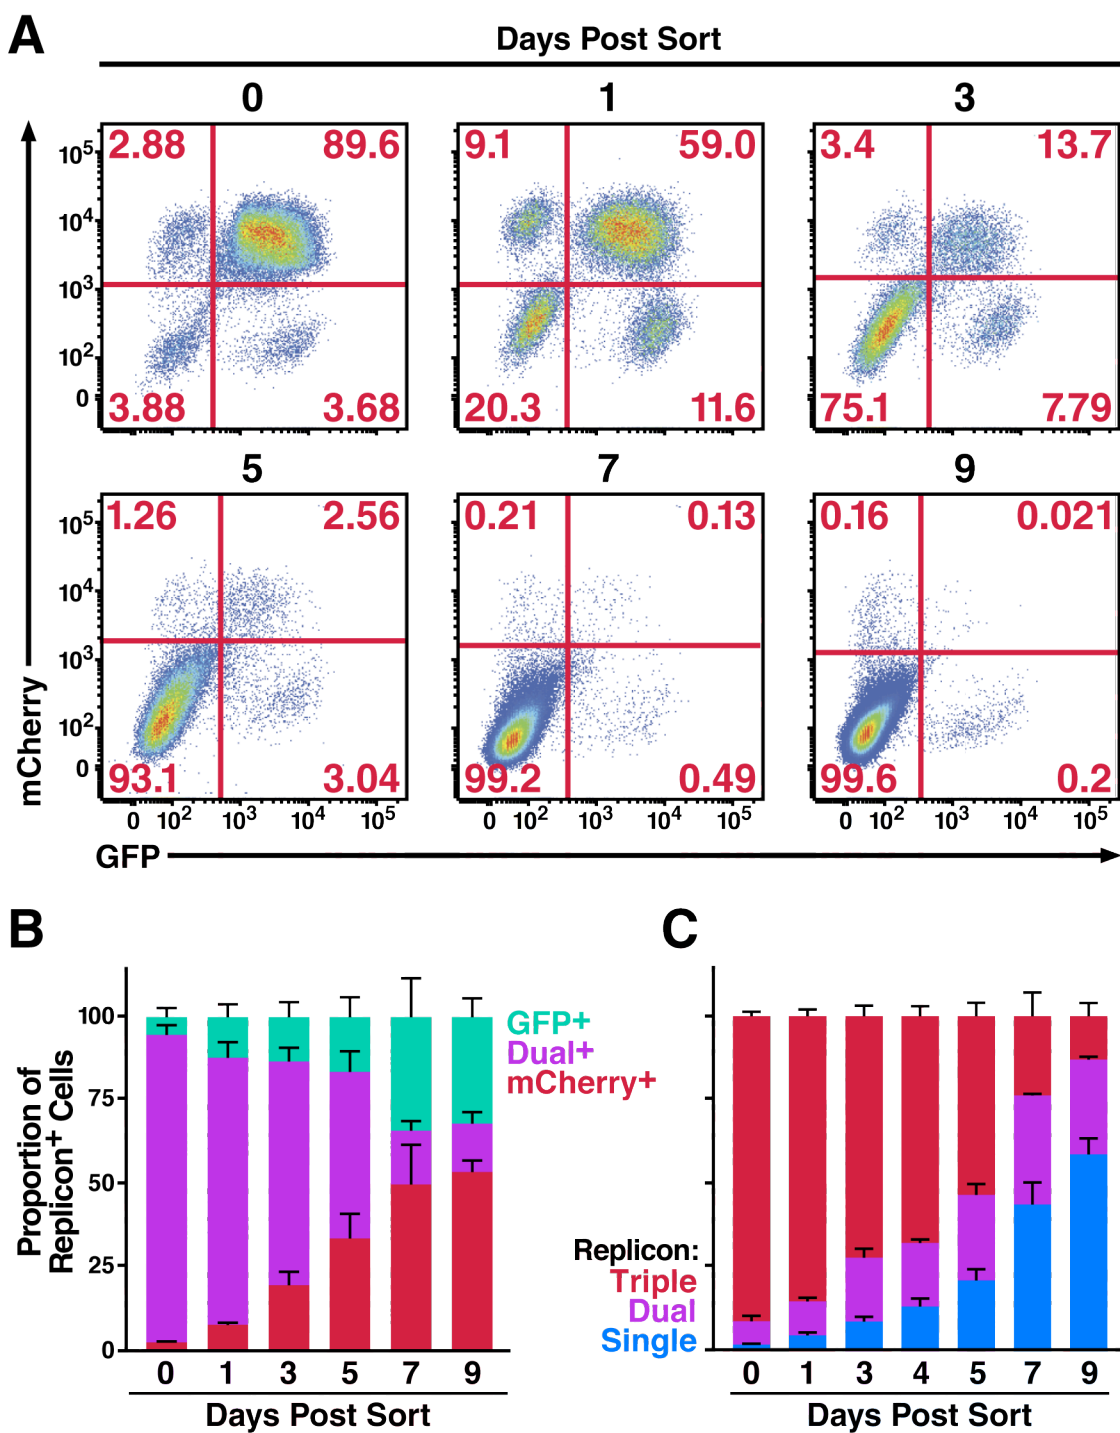 A
Days Post Sort
0 1 3
2.88 89.6 9.1 59.0 3.4 13.7
10^5
10^4
10^3
10^2
0
3.88 3.68 20.3 11.6 75.1 7.79
5 7 9
1.26 2.56 0.21 0.13 0.16 0.021
10^5
10^4
10^3
10^2
0
93.1 3.04 99.2 0.49 99.6 0.2
0 10^2 10^3 10^4 10^5 0 10^2 10^3 10^4 10^5 0 10^2 10^3 10^4 10^5
mCherry
GFP
B
Proportion of
Replicon+ Cells
100
75
50
25
0
GFP+
Dual+
mCherry+
0 1 3 5 7 9
Days Post Sort
C
Replicon:
Triple
Dual
Single
0 1 3 4 5 7 9
Days Post Sort